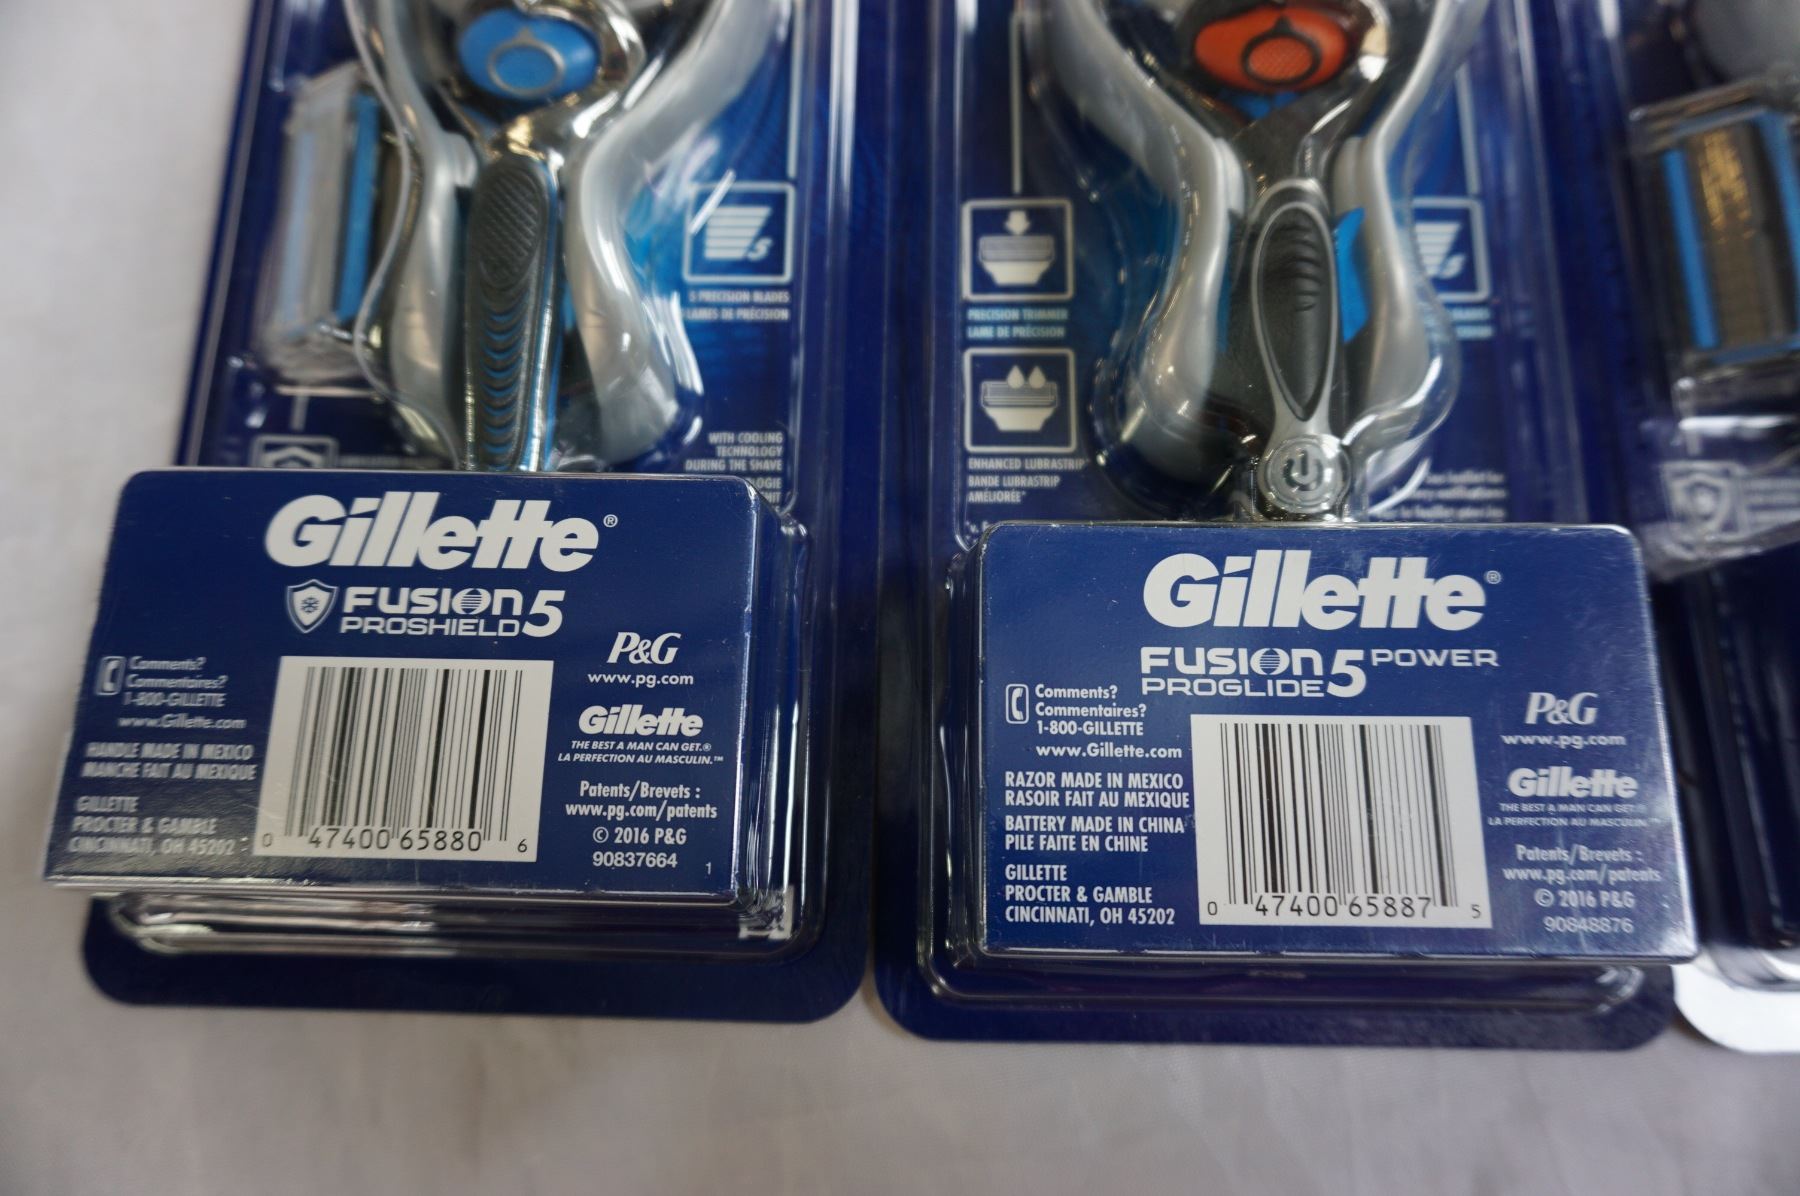 5
5 PRECISION BLADES
LAMES DE PRÉCISION
WITH COOLING
TECHNOLOGY
DURING THE SHAVE
Gillette®
FUSION5
PROSHIELD
Comments?
Commentaires?
1-800-GILLETTE
www.Gillette.com
HANDLE MADE IN MEXICO
MANCHE FAIT AU MEXIQUE
GILLETTE
PROCTER & GAMBLE
CINCINNATI, OH 45202
0 47400 65880 6
P&G
www.pg.com
Gillette
THE BEST A MAN CAN GET.®
LA PERFECTION AU MASCULIN.™
Patents/Brevets :
www.pg.com/patents
© 2016 P&G
90837664
1
PRECISION TRIMMER
LAME DE PRÉCISION
ENHANCED LUBRASTRIP
BANDE LUBRASTRIP
AMÉLIORÉE*
5
BLADES
Gillette®
FUSION5 POWER
PROGLIDE
Comments?
Commentaires?
1-800-GILLETTE
www.Gillette.com
RAZOR MADE IN MEXICO
RASOIR FAIT AU MEXIQUE
BATTERY MADE IN CHINA
PILE FAITE EN CHINE
GILLETTE
PROCTER & GAMBLE
CINCINNATI, OH 45202
0 47400 65887 5
P&G
www.pg.com
Gillette
THE BEST A MAN CAN GET.®
LA PERFECTION AU MASCULIN.™
Patents/Brevets :
www.pg.com/patents
© 2016 P&G
90848876